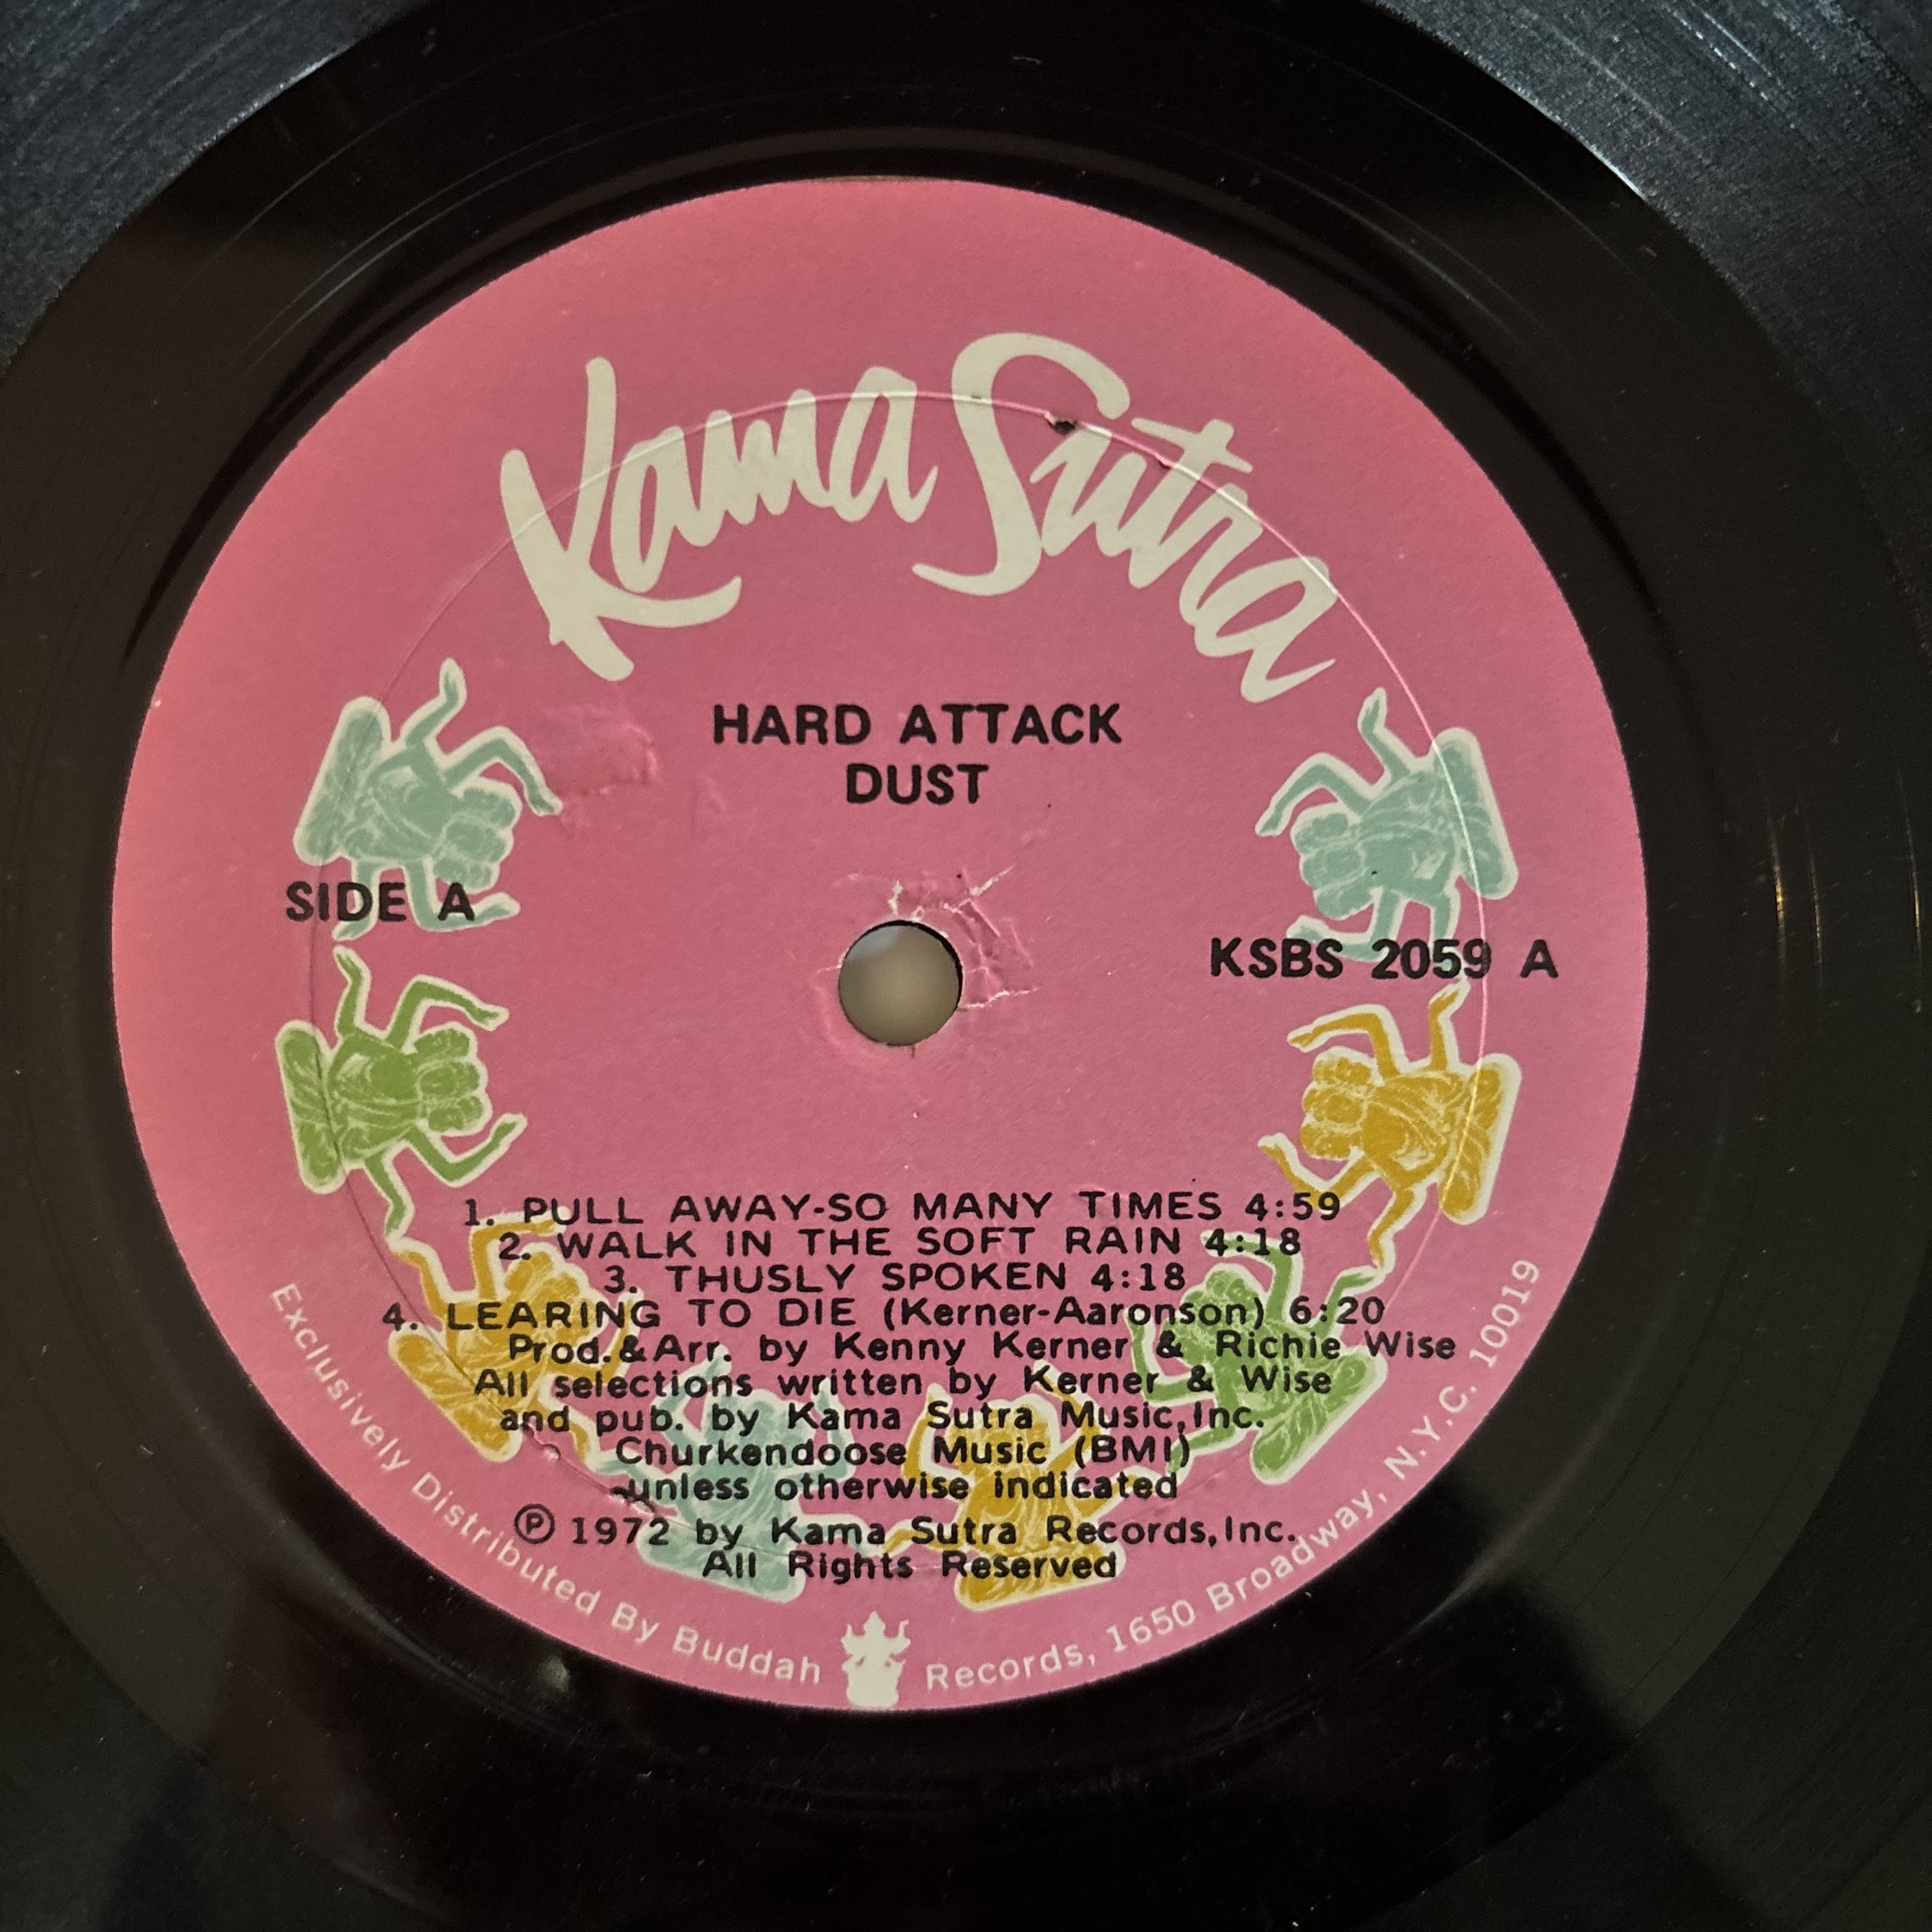 Kama Sutra
HARD ATTACK
DUST
SIDE A
KSBS 2059 A
1. PULL AWAY-SO MANY TIMES 4:59
2. WALK IN THE SOFT RAIN 4:18
3. THUSLY SPOKEN 4:18
4. LEARING TO DIE (Kerner-Aaronson) 6:20
Prod.&Arr. by Kenny Kerner & Richie Wise
All selections written by Kerner & Wise
and pub. by Kama Sutra Music,Inc.
Churkendoose Music (BMI)
unless otherwise indicated
℗ 1972 by Kama Sutra Records,Inc.
All Rights Reserved
Exclusively Distributed By Buddah Records, 1650 Broadway, N.Y.C. 10019